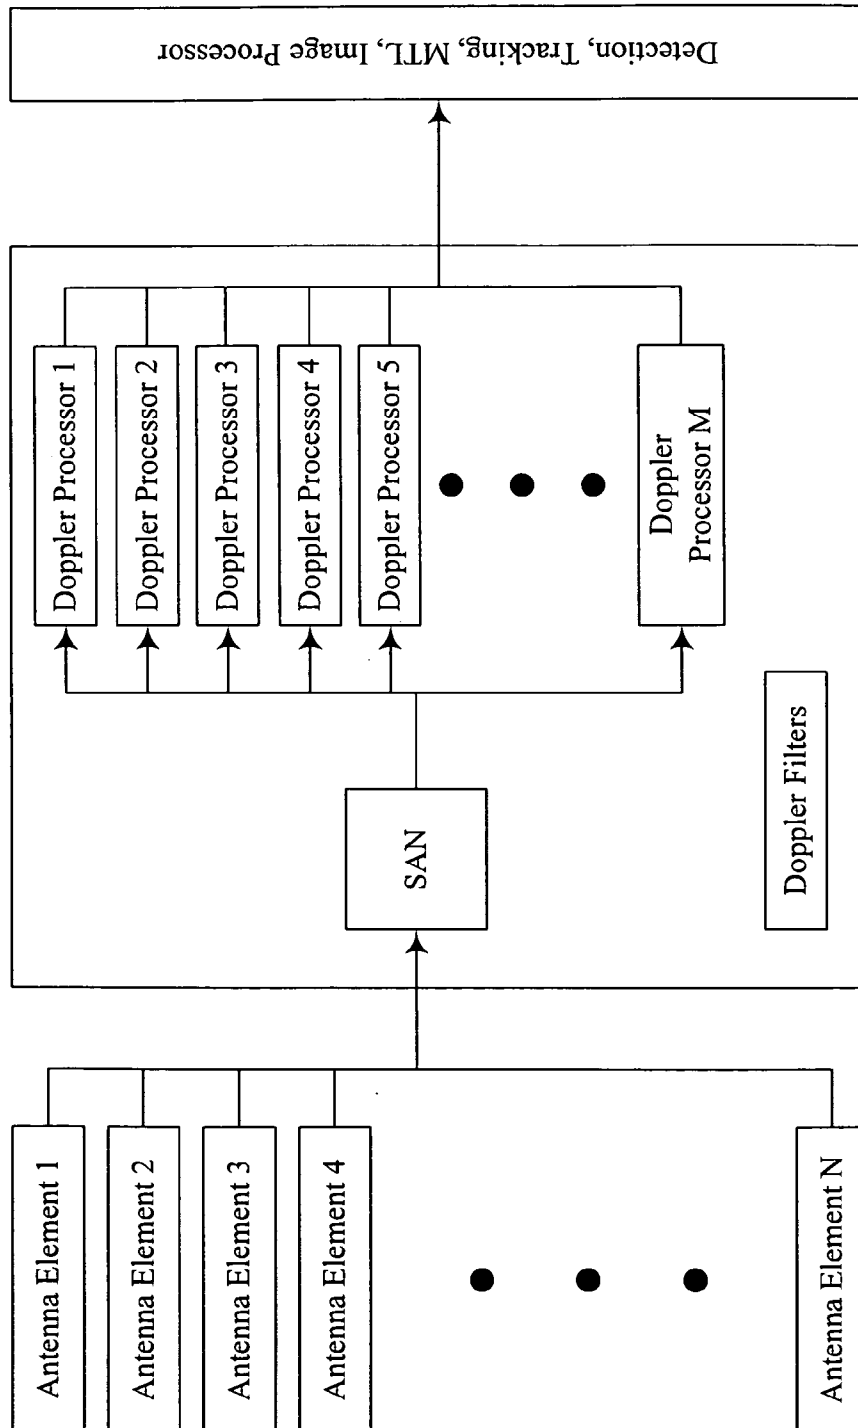 Antenna Element 1
Antenna Element 2
Antenna Element 3
Antenna Element 4
Antenna Element N
SAN
Doppler Filters
Doppler Processor 1
Doppler Processor 2
Doppler Processor 3
Doppler Processor 4
Doppler Processor 5
Doppler
Processor M
Detection, Tracking, MTL, Image Processor